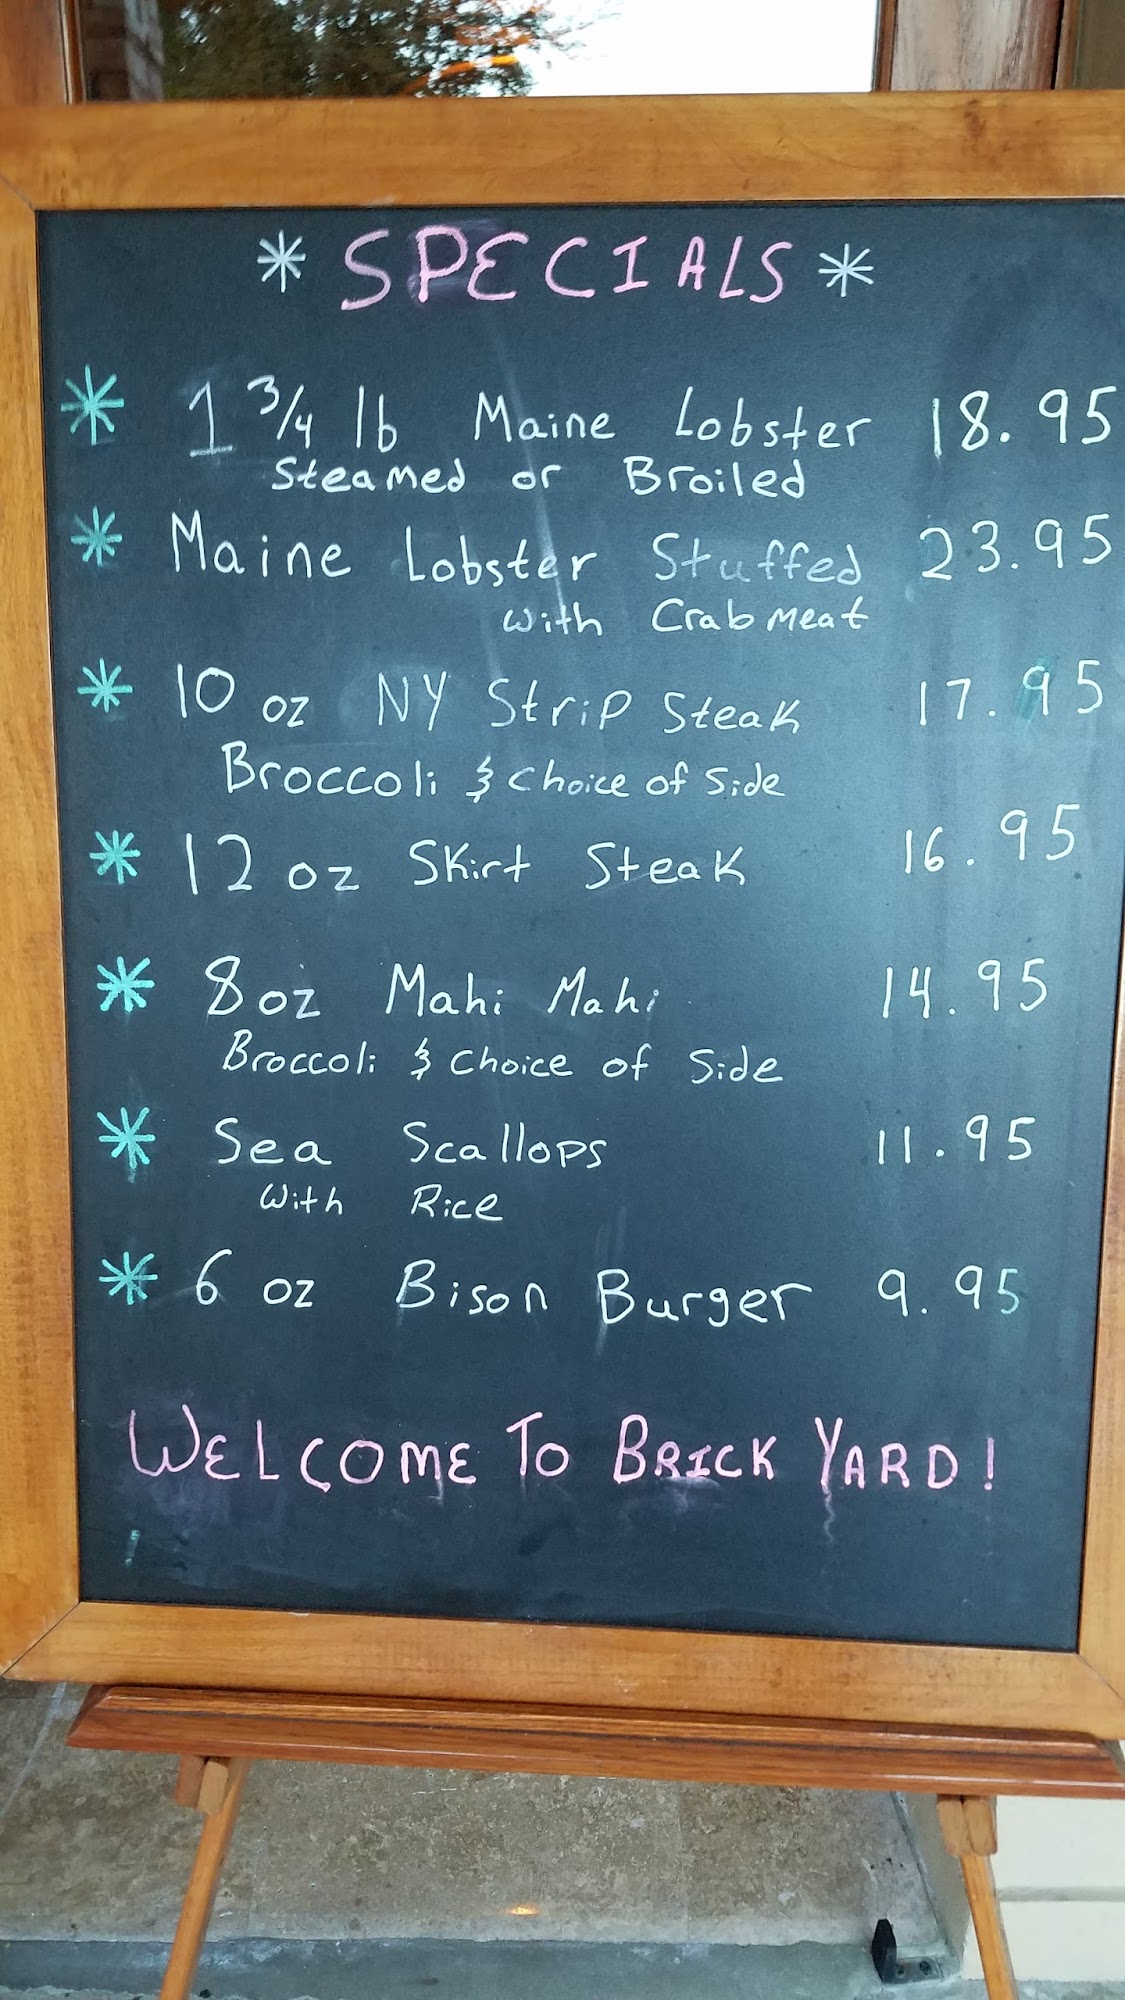 * SPECIALS *
* 1 3/4 lb Maine Lobster 18.95
Steamed or Broiled
* Maine Lobster Stuffed 23.95
with Crab meat
* 10 oz NY Strip Steak 17.95
Broccoli & Choice of Side
* 12 oz Skirt Steak 16.95
* 8 oz Mahi Mahi 14.95
Broccoli & Choice of Side
* Sea Scallops 11.95
With Rice
* 6 oz Bison Burger 9.95
WELCOME TO BRICK YARD!